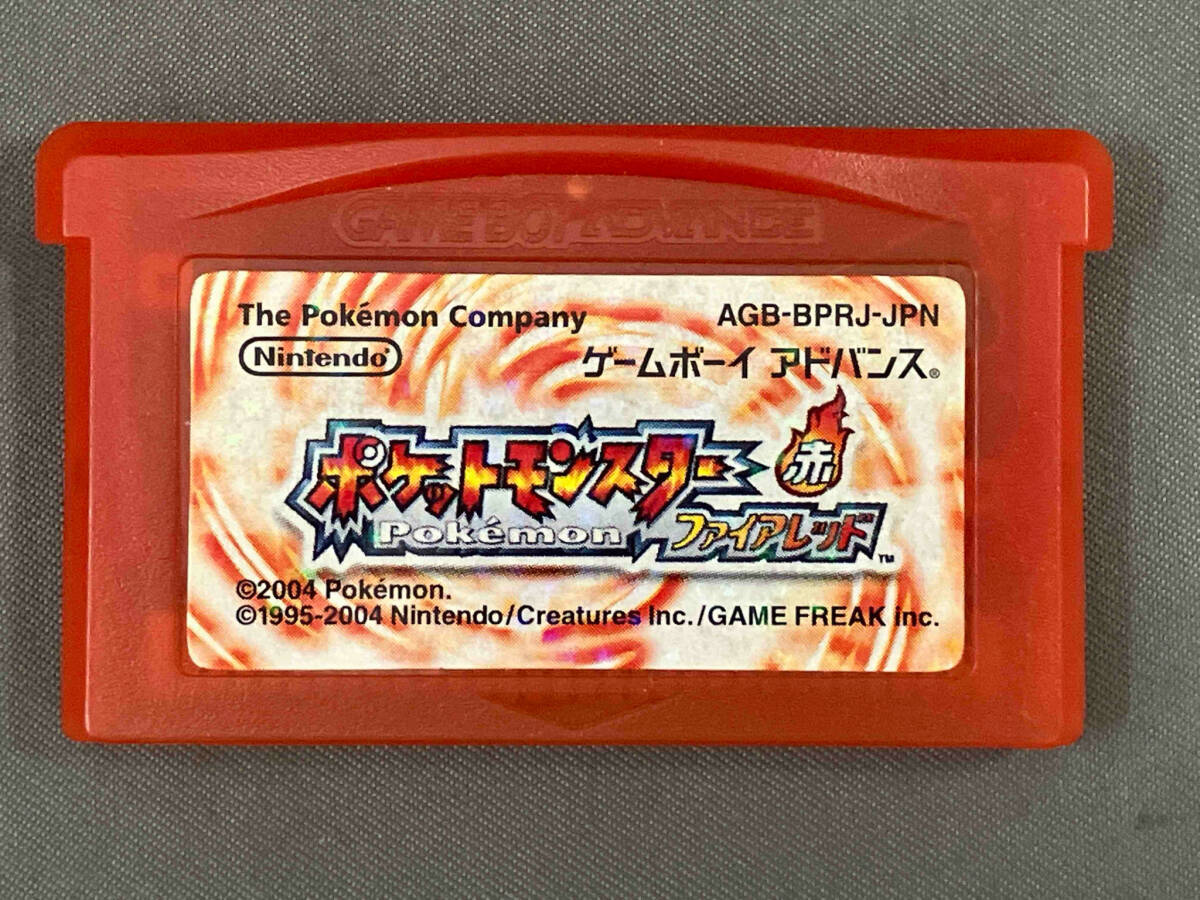 GAME BOY ADVANCE
The Pokémon Company
AGB-BPRJ-JPN
Nintendo®
ゲームボーイ アドバンス®
ポケットモンスター
赤
Pokémon
ファイアレッド™
©2004 Pokémon.
©1995-2004 Nintendo/Creatures Inc./GAME FREAK inc.